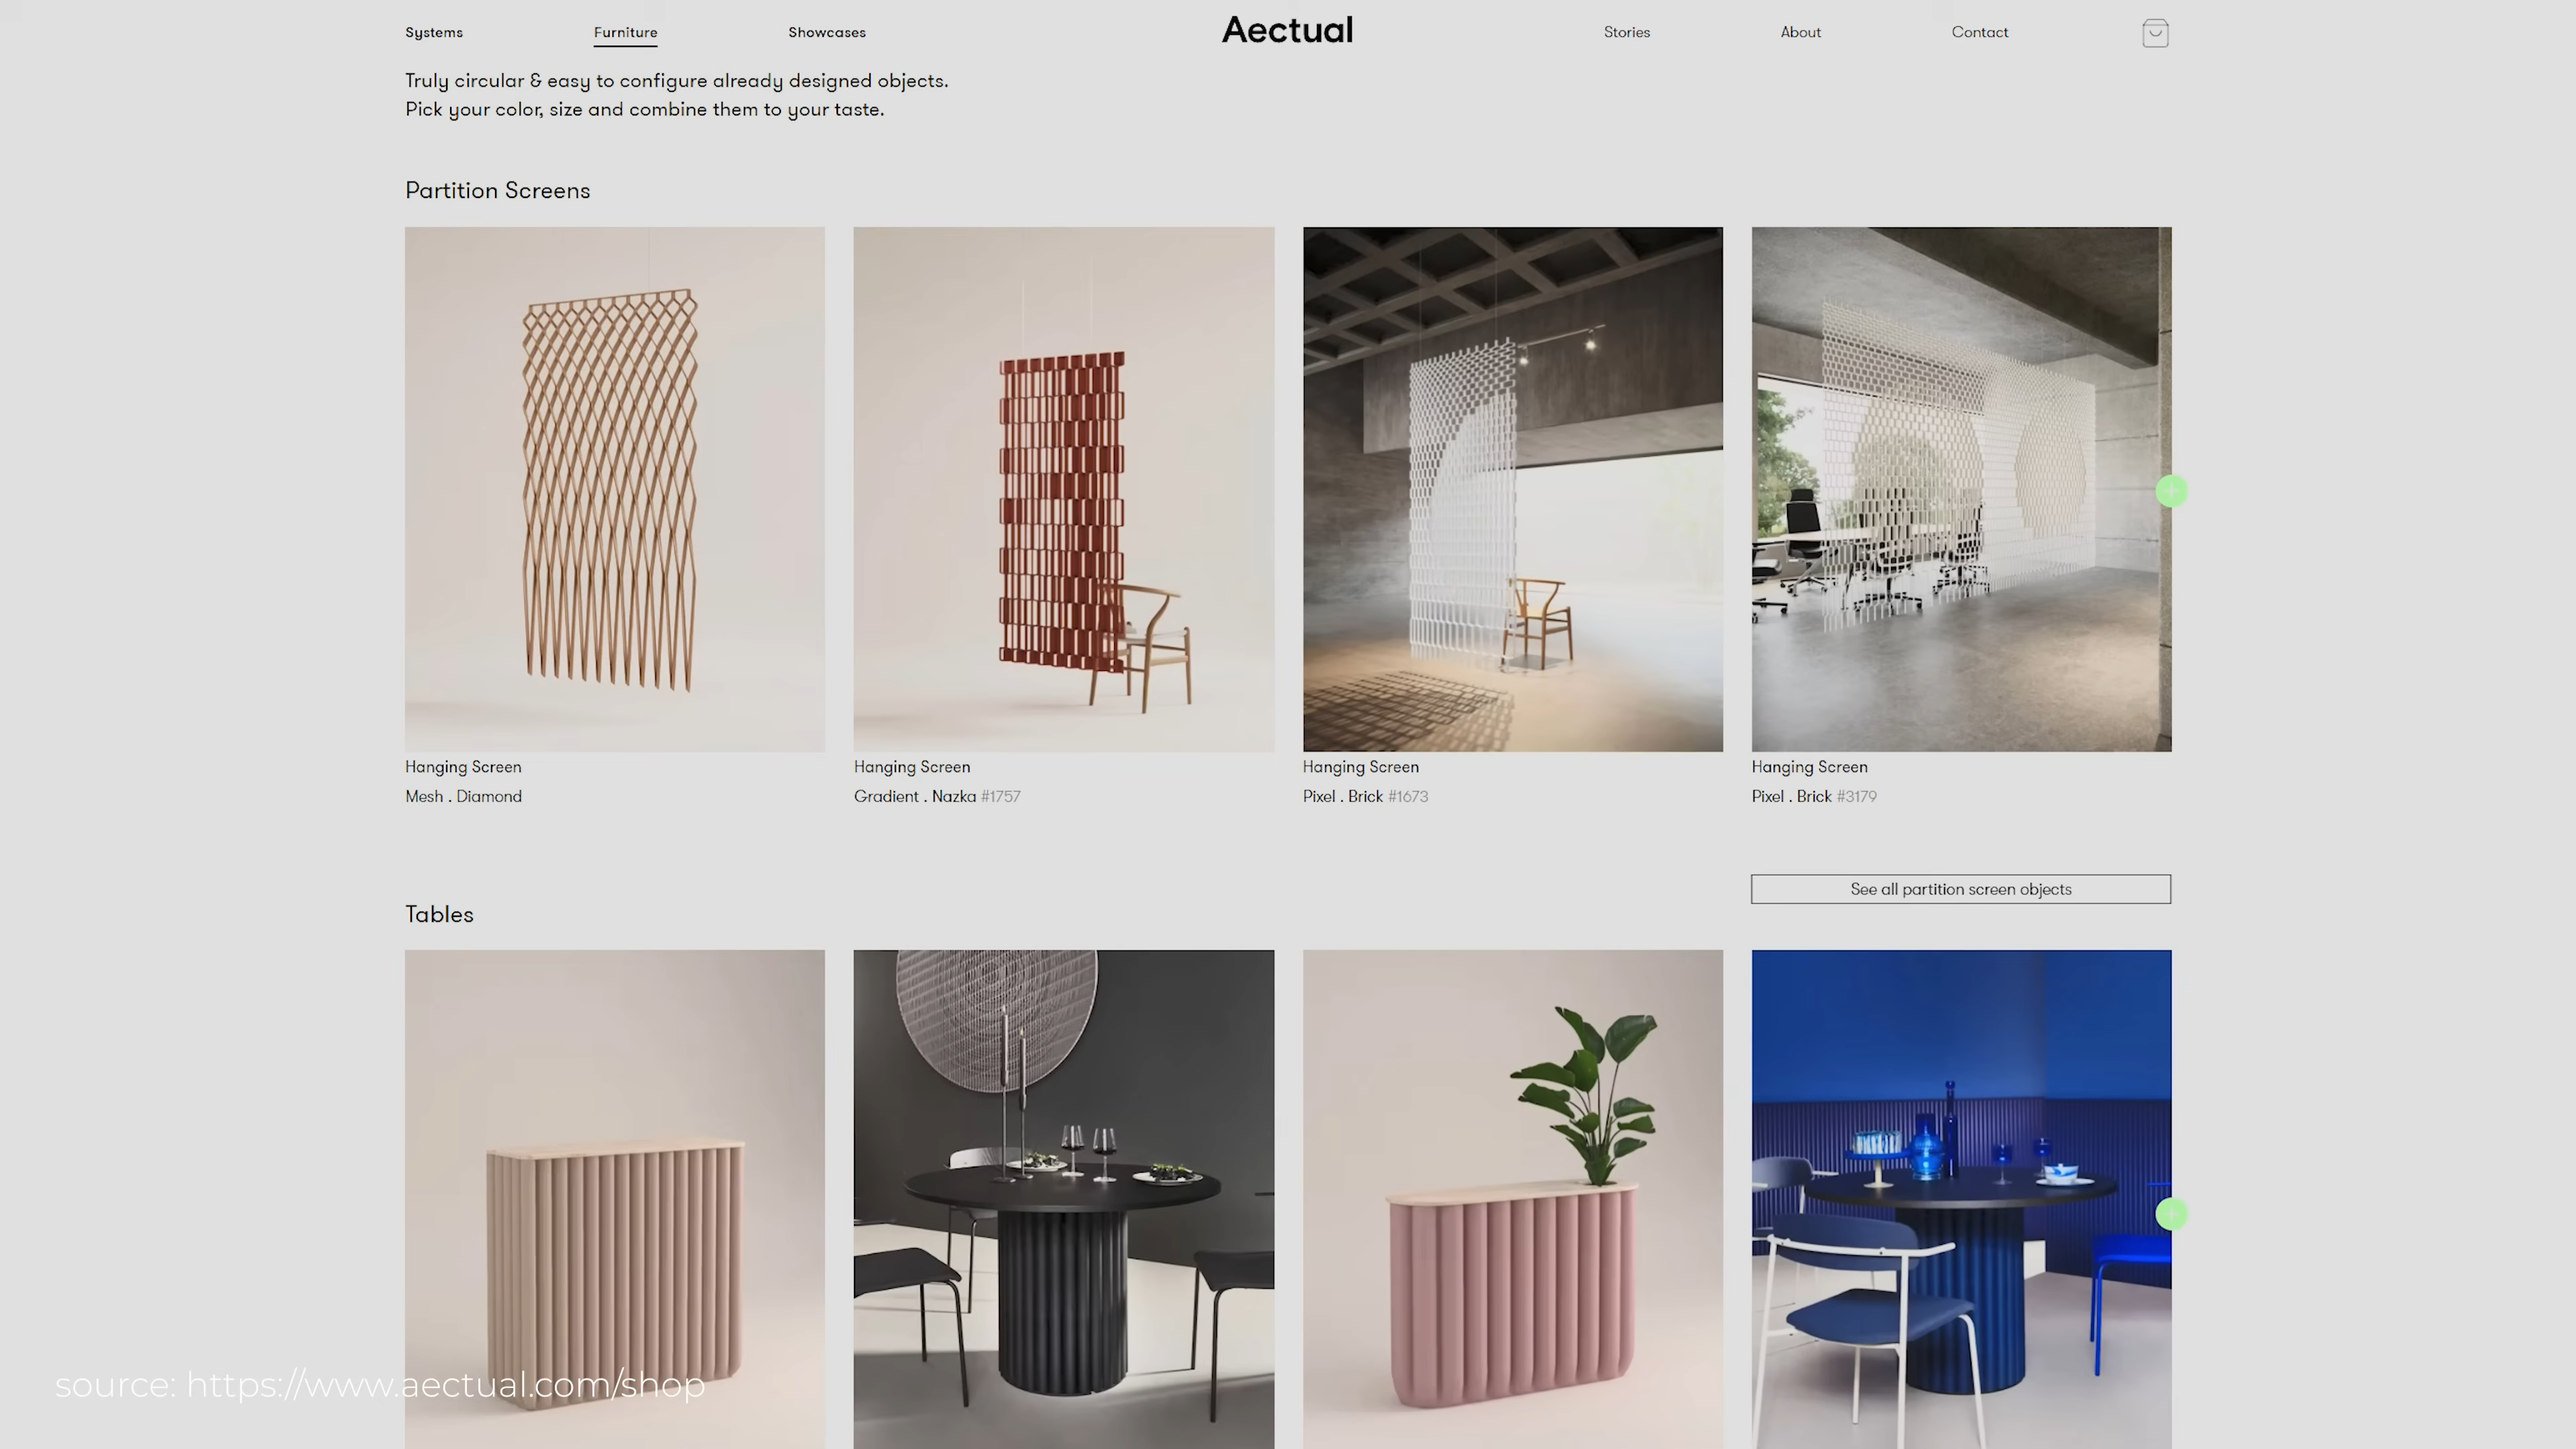 Systems
Furniture
Showcases
Aectual
Stories
About
Contact
Truly circular & easy to configure already designed objects.
Pick your color, size and combine them to your taste.
Partition Screens
Hanging Screen
Mesh . Diamond
Hanging Screen
Gradient . Nazka #1757
Hanging Screen
Pixel . Brick #1673
Hanging Screen
Pixel . Brick #3179
See all partition screen objects
Tables
source: https://www.aectual.com/shop